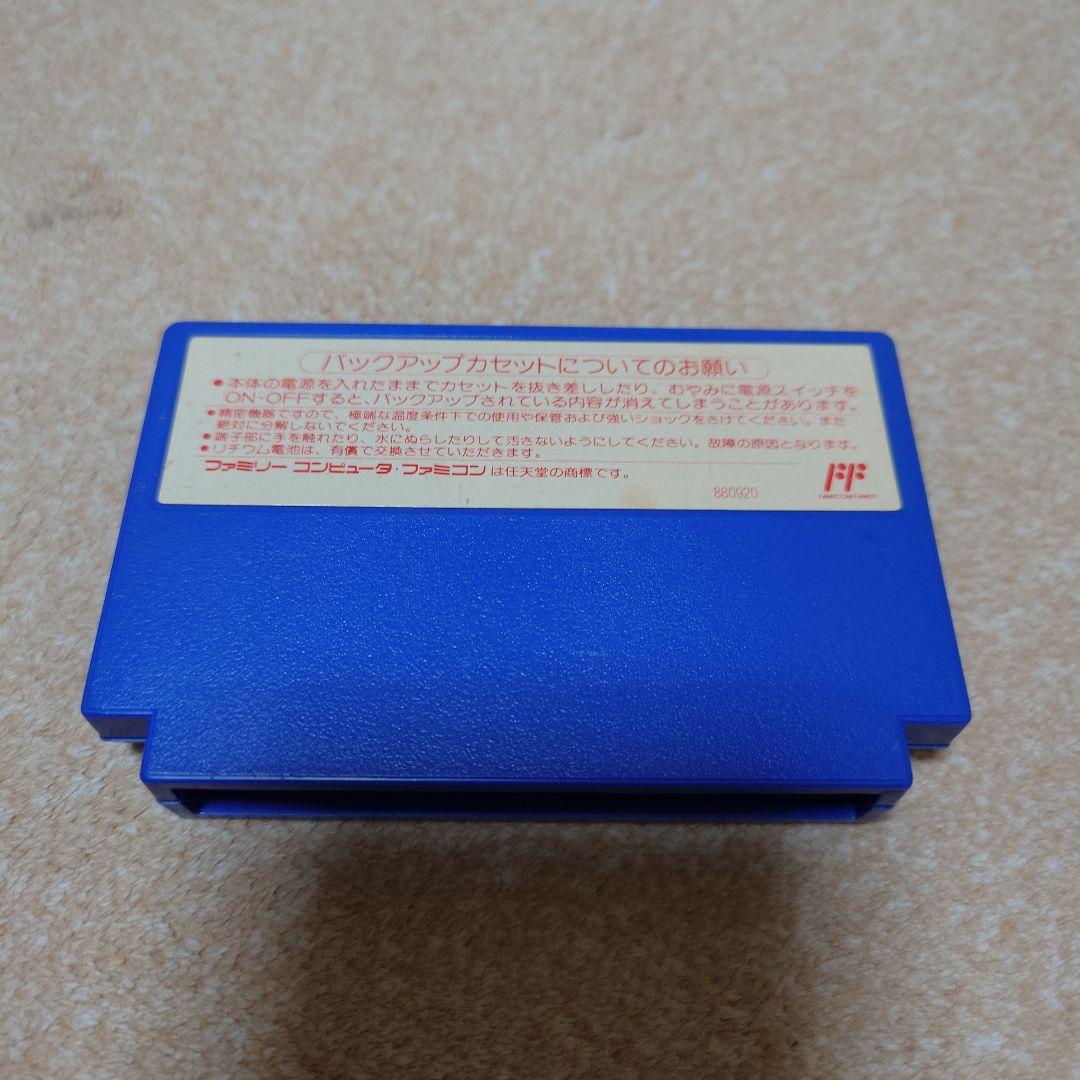 バックアップカセットについてのお願い
●本体の電源を入れたままでカセットを抜き差ししたり、むやみに電源スイッチを
ON・OFFすると、バックアップされている内容が消えてしまうことがあります。
●精密機器ですので、極端な温度条件下での使用や保管および強いショックをさけてください。また
絶対に分解しないでください。
●端子部に手を触れたり、水にぬらしたりして汚さないようにしてください。故障の原因となります。
●リチウム電池は、有償で交換させていただきます。
ファミリー コンピュータ・ファミコン は任天堂の商標です。
880920
FF
FAMICOM FAMILY